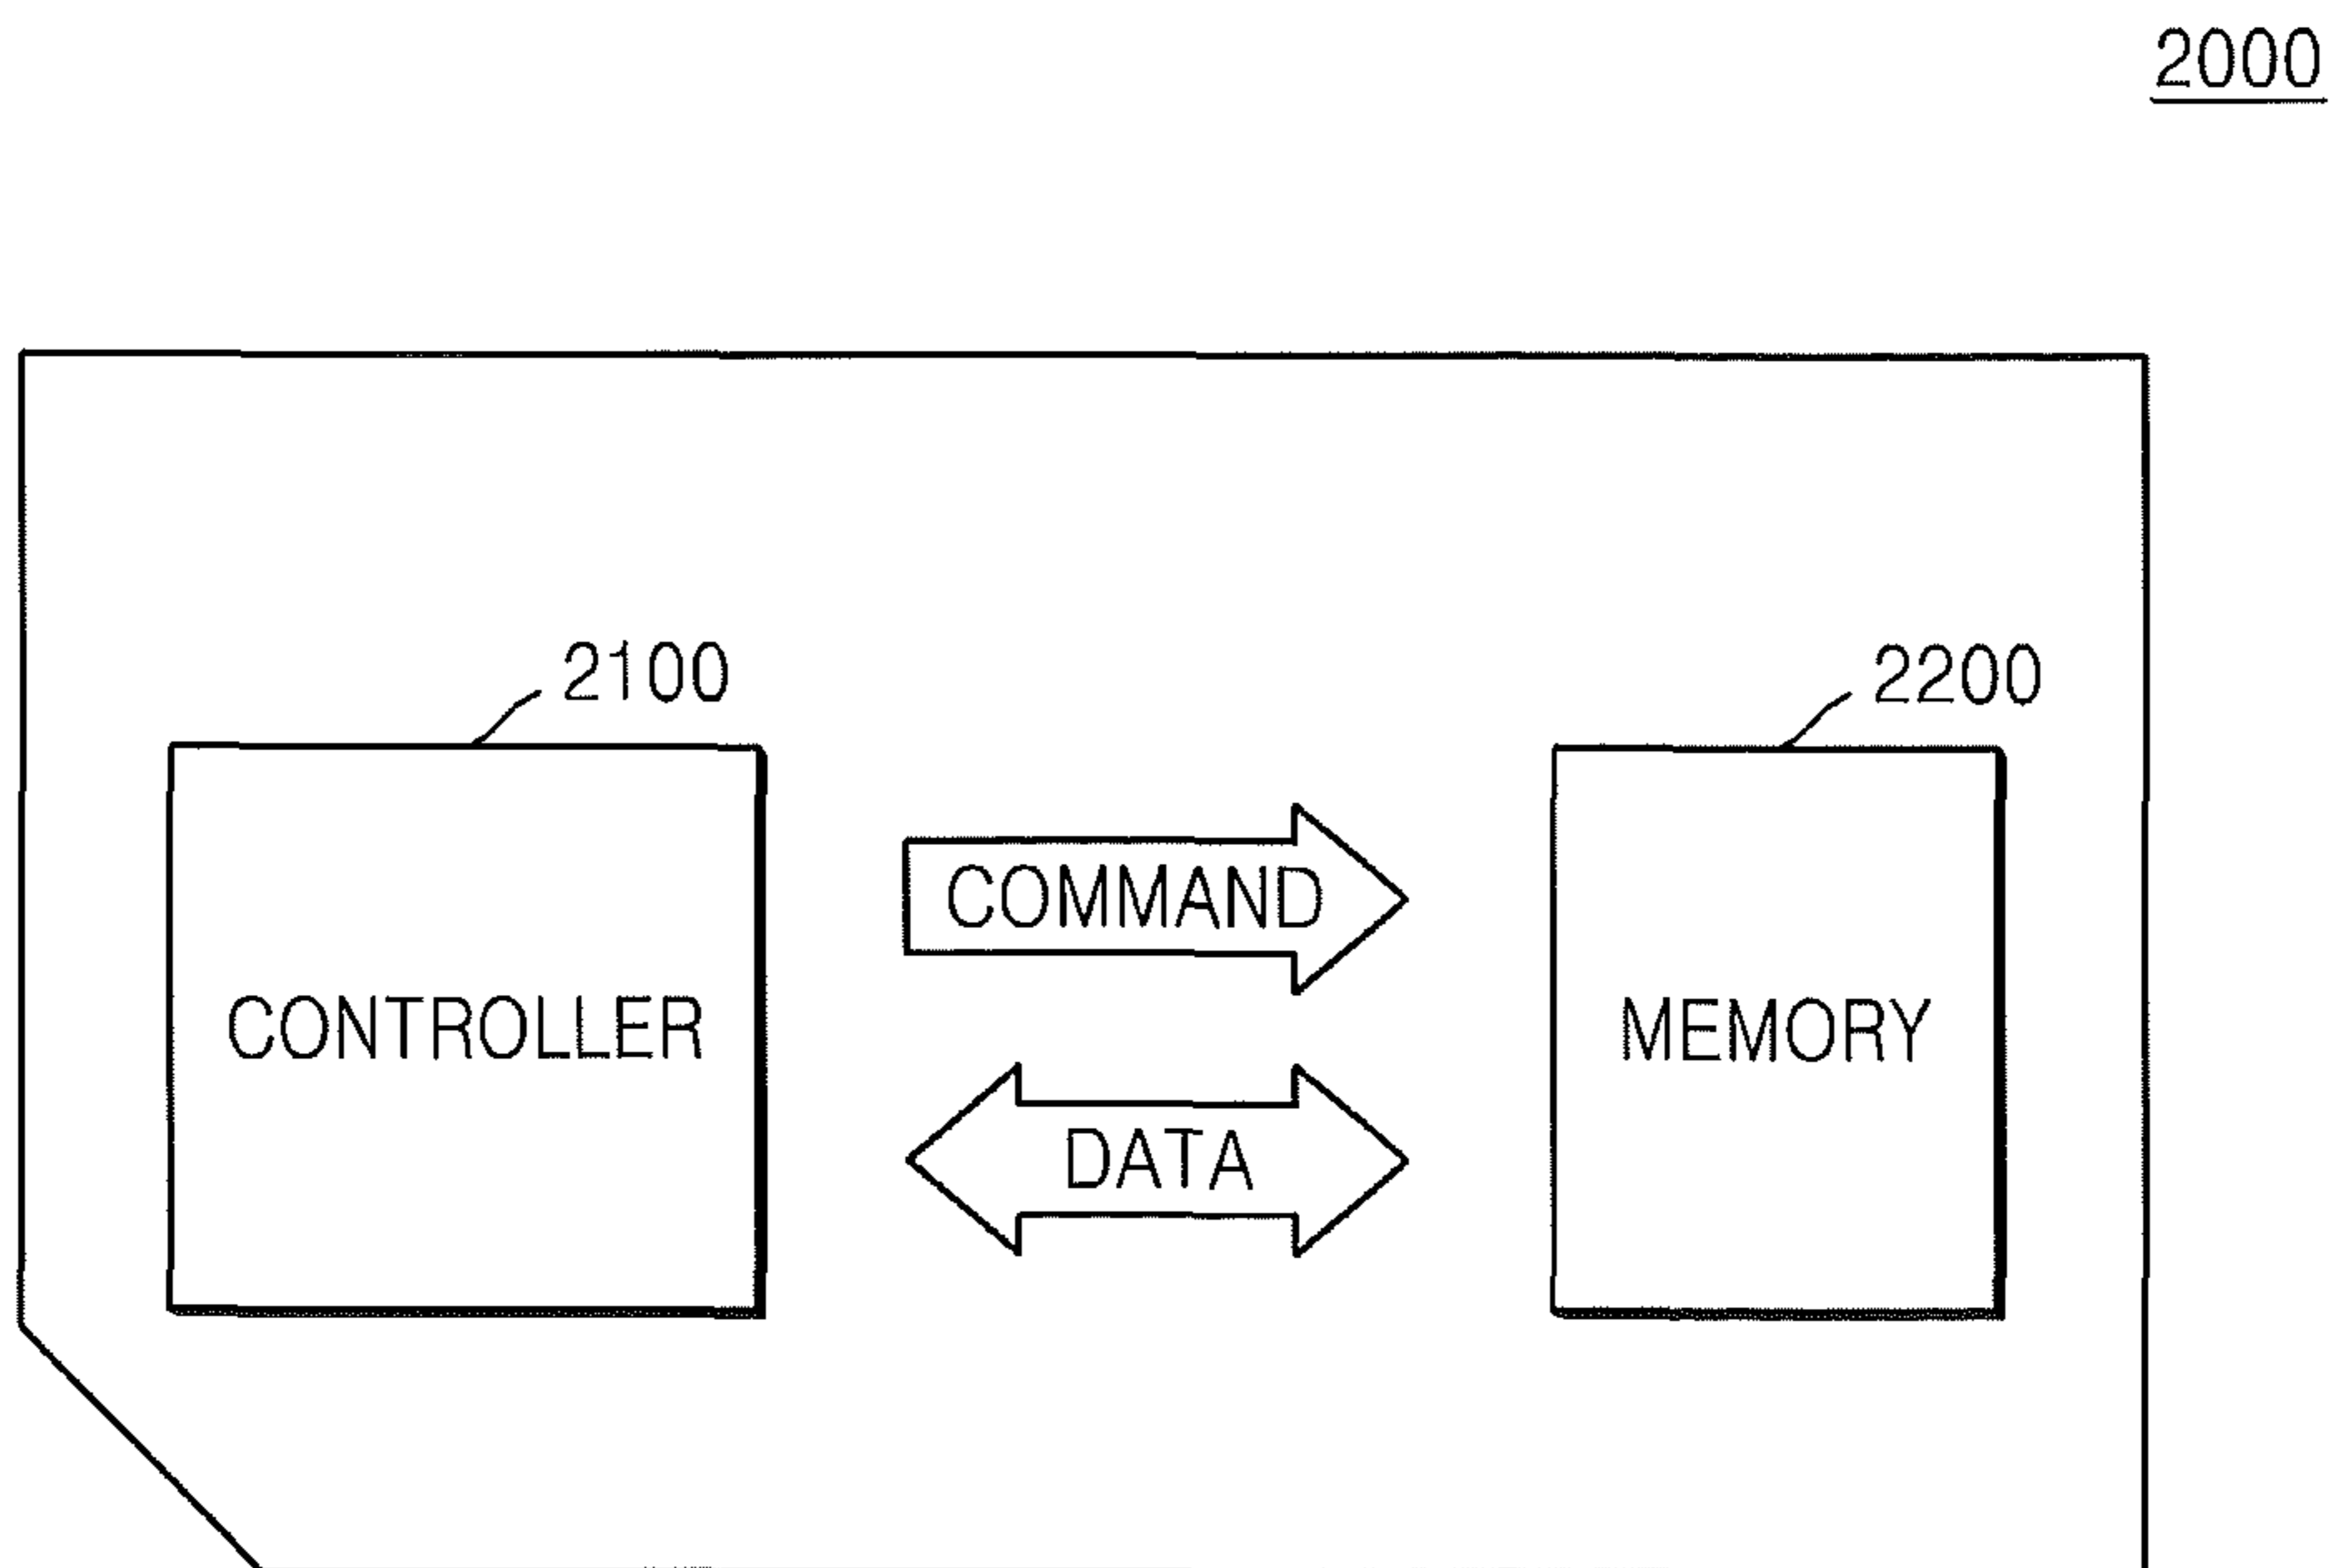 2000
2100
2200
COMMAND
CONTROLLER
MEMORY
DATA